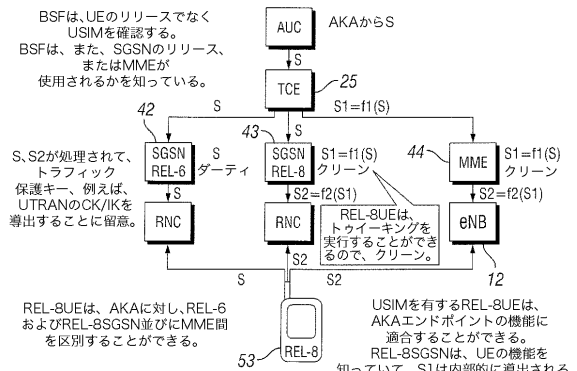 BSFは、UEのリリースでなく
USIMを確認する。
BSFは、また、SGSNのリリース、
またはMMEが
使用されるかを知っている。
AUC
AKAからS
S
TCE
25
S
S
S1=f1(S)
42
SGSN
REL-6
S
ダーティ
43
SGSN
REL-8
S1=f1(S)
クリーン
44
MME
S1=f1(S)
クリーン
S、S2が処理されて、
トラフィック
保護キー、例えば、
UTRANのCK/IKを
導出することに留意。
S
S2=f2(S1)
S2=f2(S1)
RNC
RNC
eNB
12
REL-8UEは、
トゥイーキングを
実行することができ
るので、クリーン。
S
S2
S2
REL-8UEは、AKAに対し、REL-6
およびREL-8SGSN並びにMME間
を区別することができる。
53
REL-8
USIMを有するREL-8UEは、
AKAエンドポイントの機能に
適合することができる。
REL-8SGSNは、UEの機能を
知っていて、S1は内部的に導出される